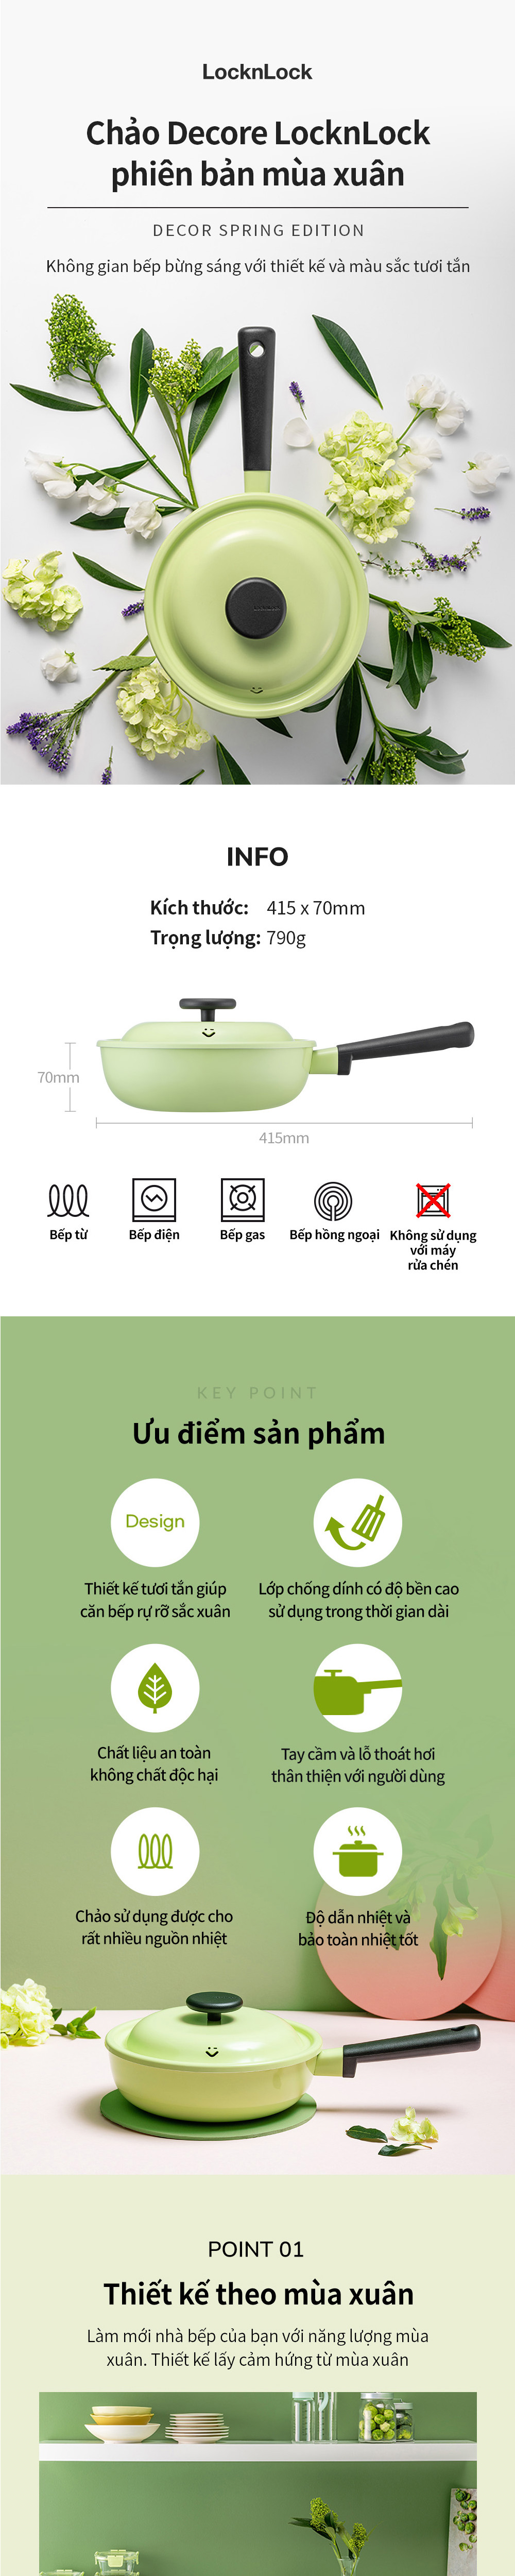 LocknLock
Chảo Decore LocknLock
phiên bản mùa xuân
DECOR SPRING EDITION
Không gian bếp bừng sáng với thiết kế và màu sắc tươi tắn
INFO
Kích thước: 415 x 70mm
Trọng lượng: 790g
70mm
415mm
Bếp từ
Bếp điện
Bếp gas
Bếp hồng ngoại
Không sử dụng
với máy
rửa chén
KEY POINT
Ưu điểm sản phẩm
Design
Thiết kế tươi tắn giúp
căn bếp rự rỡ sắc xuân
Lớp chống dính có độ bền cao
sử dụng trong thời gian dài
Chất liệu an toàn
không chất độc hại
Tay cầm và lỗ thoát hơi
thân thiện với người dùng
Chảo sử dụng được cho
rất nhiều nguồn nhiệt
Độ dẫn nhiệt và
bảo toàn nhiệt tốt
POINT 01
Thiết kế theo mùa xuân
Làm mới nhà bếp của bạn với năng lượng mùa
xuân. Thiết kế lấy cảm hứng từ mùa xuân